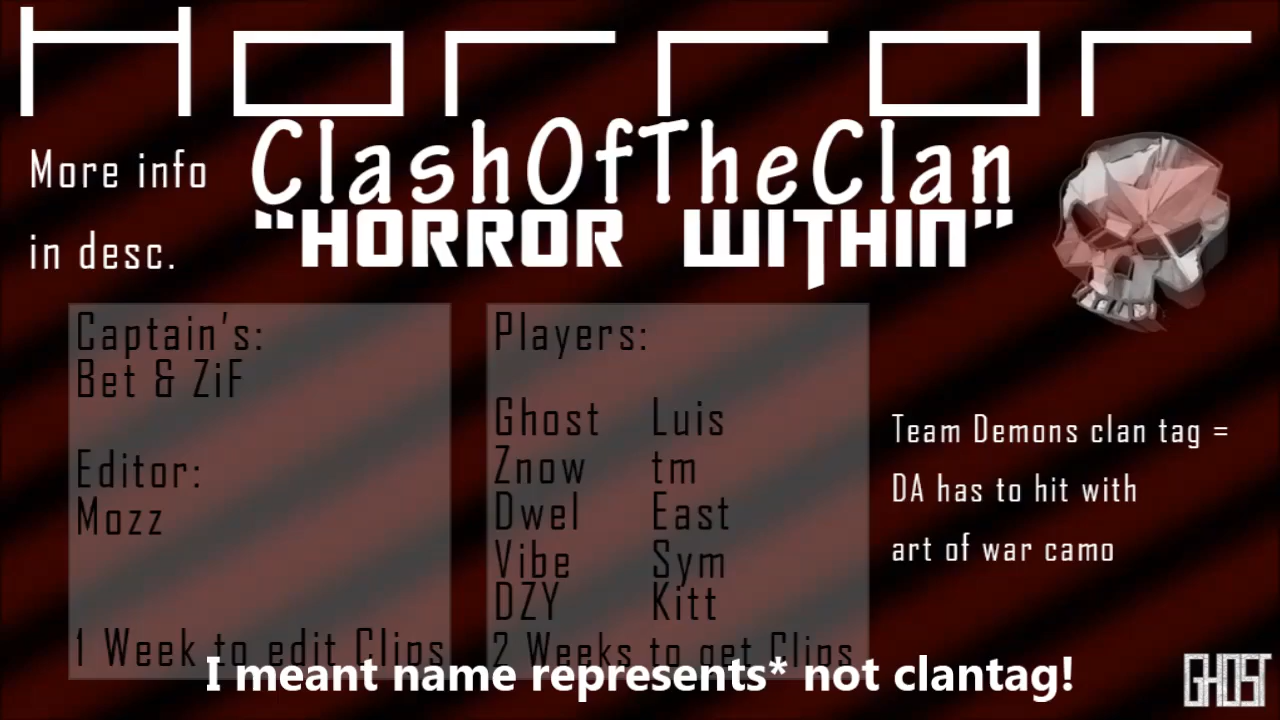 Horror
ClashOfTheClan
"HORROR WITHIN"
More info
in desc.
Captain's:
Bet & ZiF
Editor:
Mozz
1 Week to edit Clips
Players:
Ghost Luis
Znow tm
Dwel East
Vibe Sym
DZY Kitt
2 Weeks to get Clips
Team Demons clan tag =
DA has to hit with
art of war camo
I meant name represents* not clantag!
GHOST